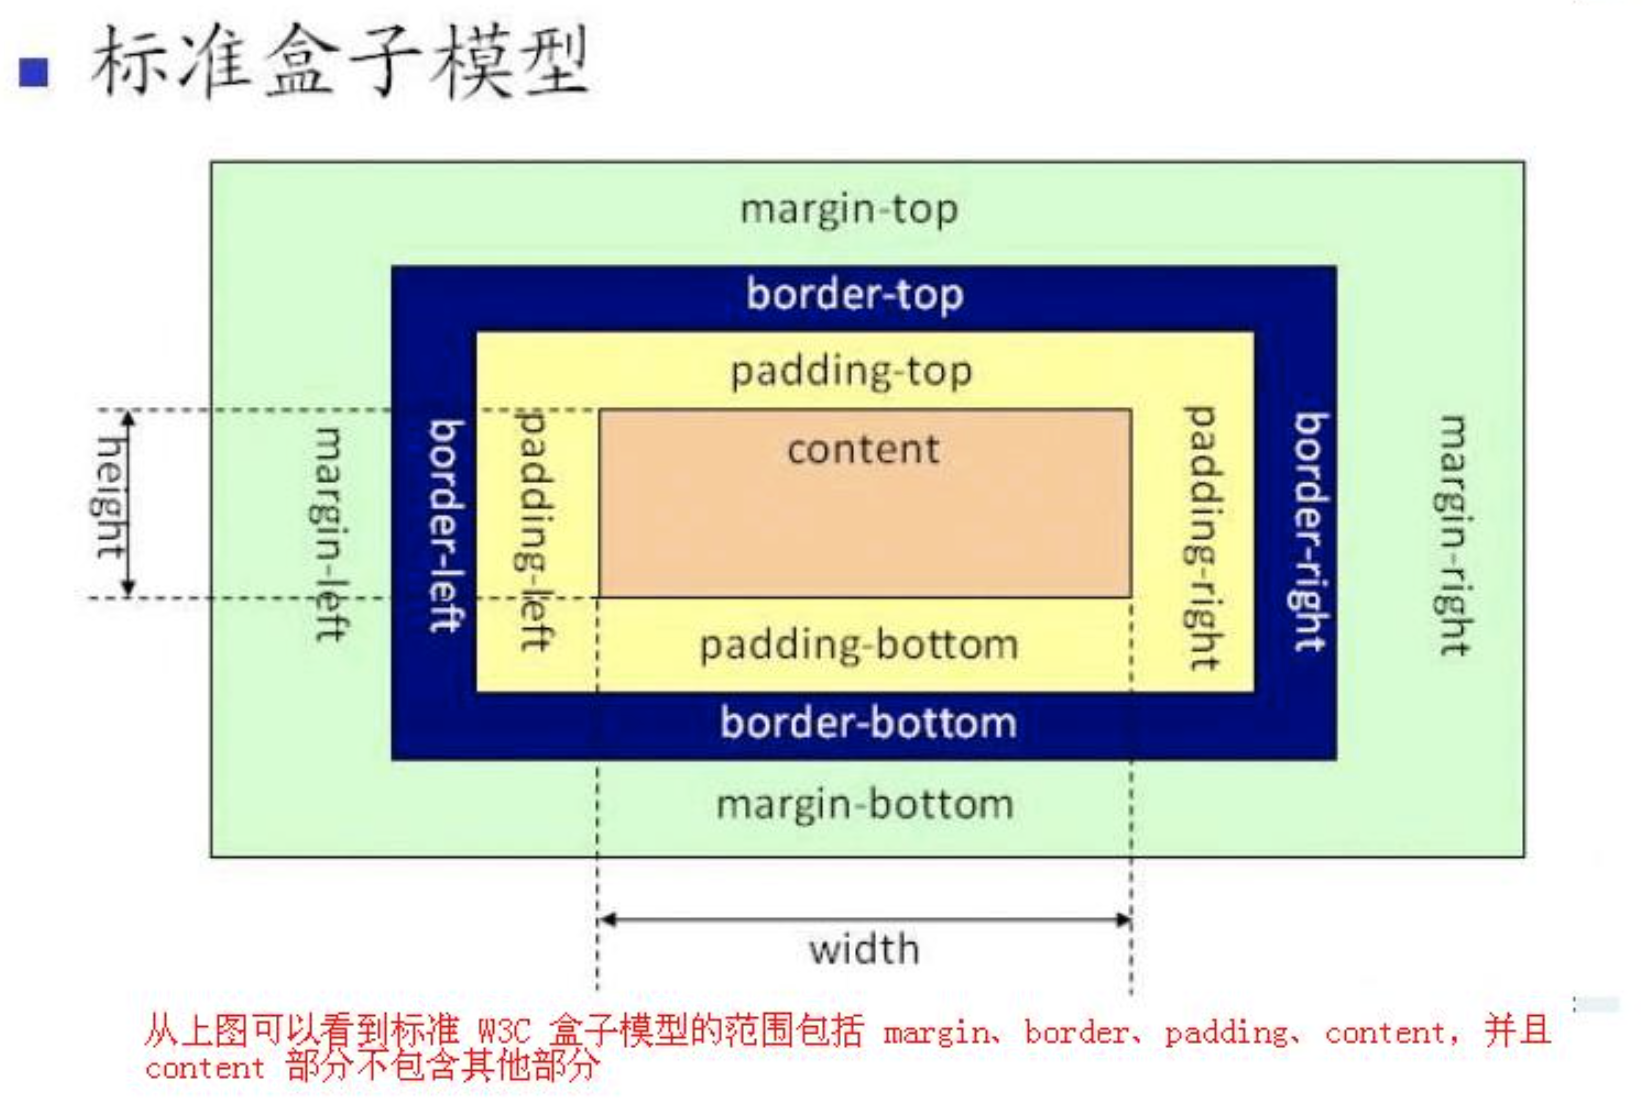 标准盒子模型
margin-top
border-top
padding-top
height
margin-left
border-left
padding-left
content
padding-right
border-right
margin-right
padding-bottom
border-bottom
margin-bottom
width
从上图可以看到标准 W3C 盒子模型的范围包括 margin、border、padding、content，并且
content 部分不包含其他部分